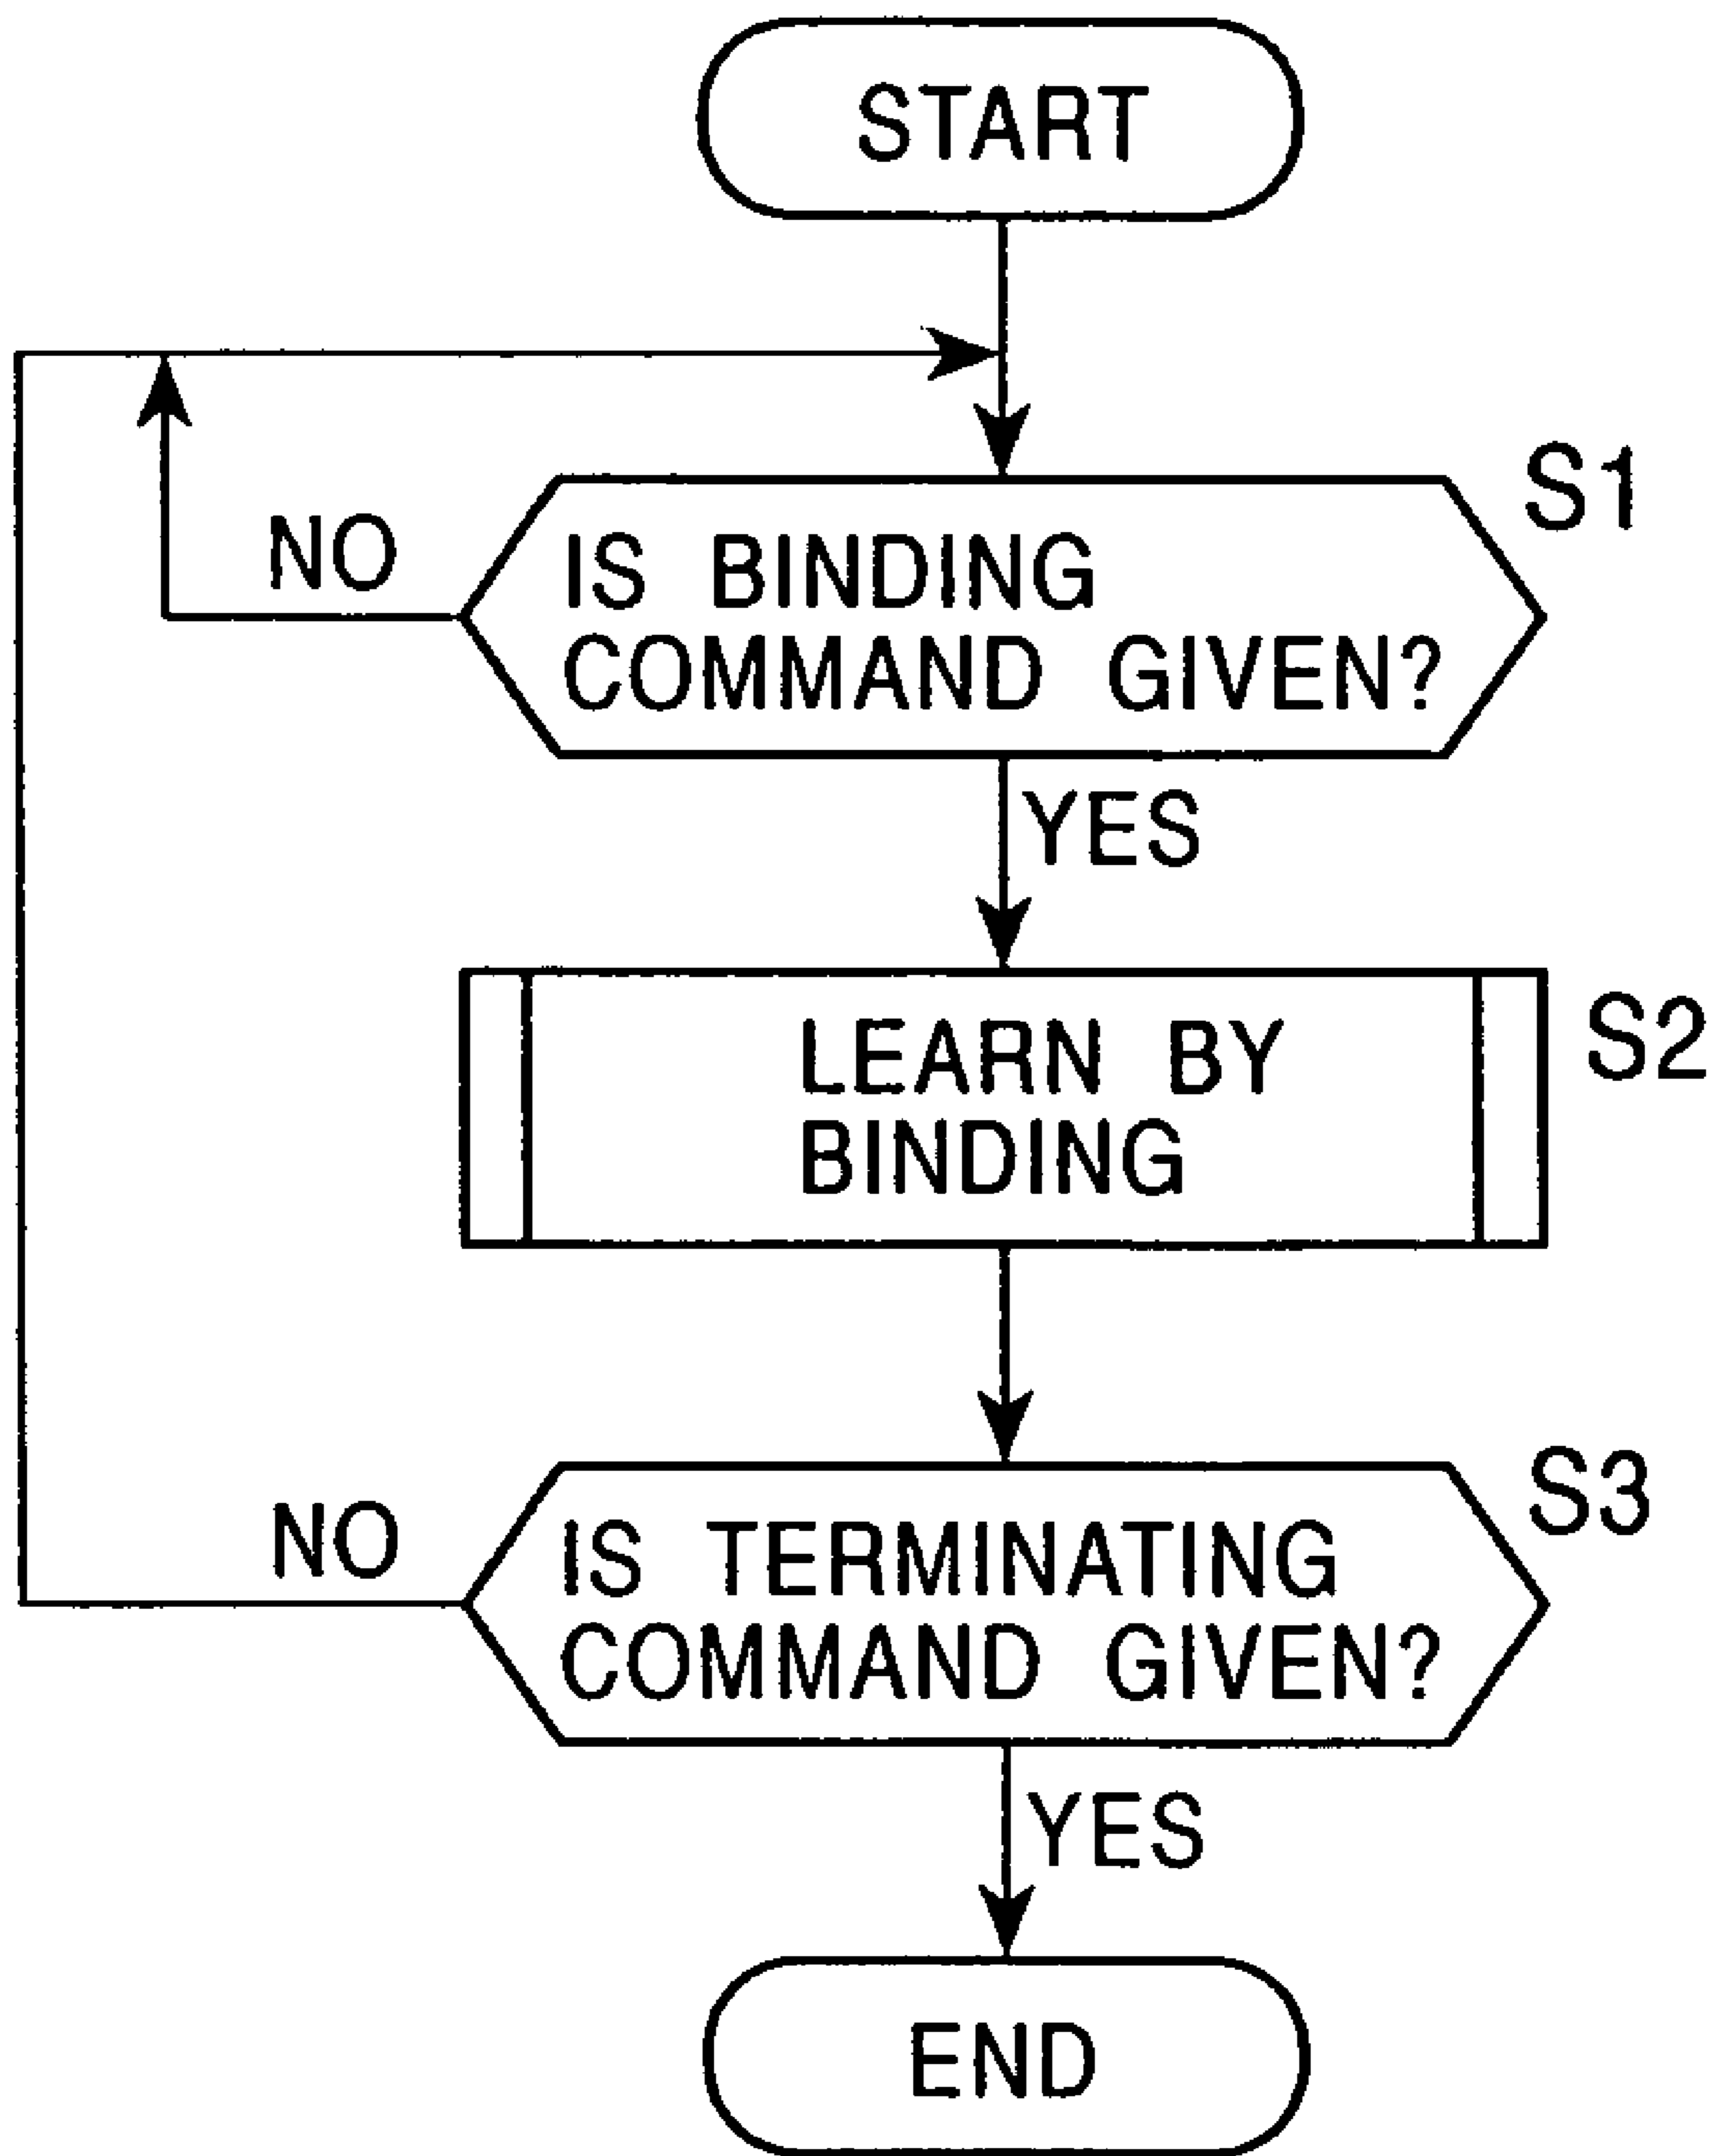 START
S1
NO
IS BINDING
COMMAND GIVEN?
YES
S2
LEARN BY
BINDING
S3
NO
IS TERMINATING
COMMAND GIVEN?
YES
END